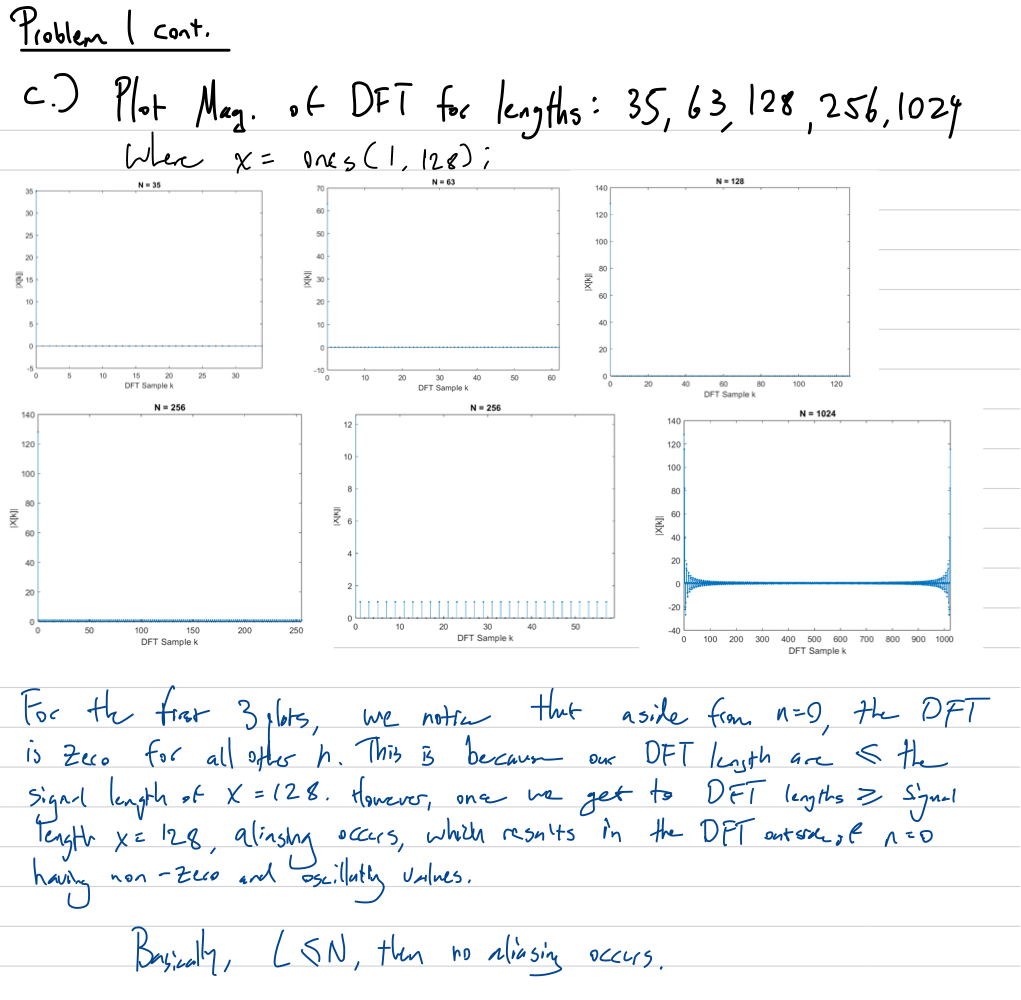 Problem 1 cont.
c.) Plot Mag. of DFT for lengths: 35, 63, 128, 256, 1024
Where x = ones(1, 128);
N = 35
35
30
25
20
15
10
5
0
-5
|X[k]|
0 5 10 15 20 25 30
DFT Sample k
N = 63
70
60
50
40
30
20
10
0
-10
|X[k]|
0 10 20 30 40 50 60
DFT Sample k
N = 128
140
120
100
80
60
40
20
0
|X[k]|
0 20 40 60 80 100 120
DFT Sample k
N = 256
140
120
100
80
60
40
20
0
|X[k]|
0 50 100 150 200 250
DFT Sample k
N = 256
12
10
8
6
4
2
0
|X[k]|
0 10 20 30 40 50
DFT Sample k
N = 1024
140
120
100
80
60
40
20
0
-20
-40
|X[k]|
0 100 200 300 400 500 600 700 800 900 1000
DFT Sample k
For the first 3 plots, we notice that aside from n=0, the DFT
is zero for all other n. This is because our DFT length are ≤ the
signal length of x = 128. However, once we get to DFT lengths ≥ signal
length x = 128, aliasing occurs, which results in the DFT outside of n=0
having non-zero and oscillatly values.
Basically, L≤N, then no aliasing occurs.